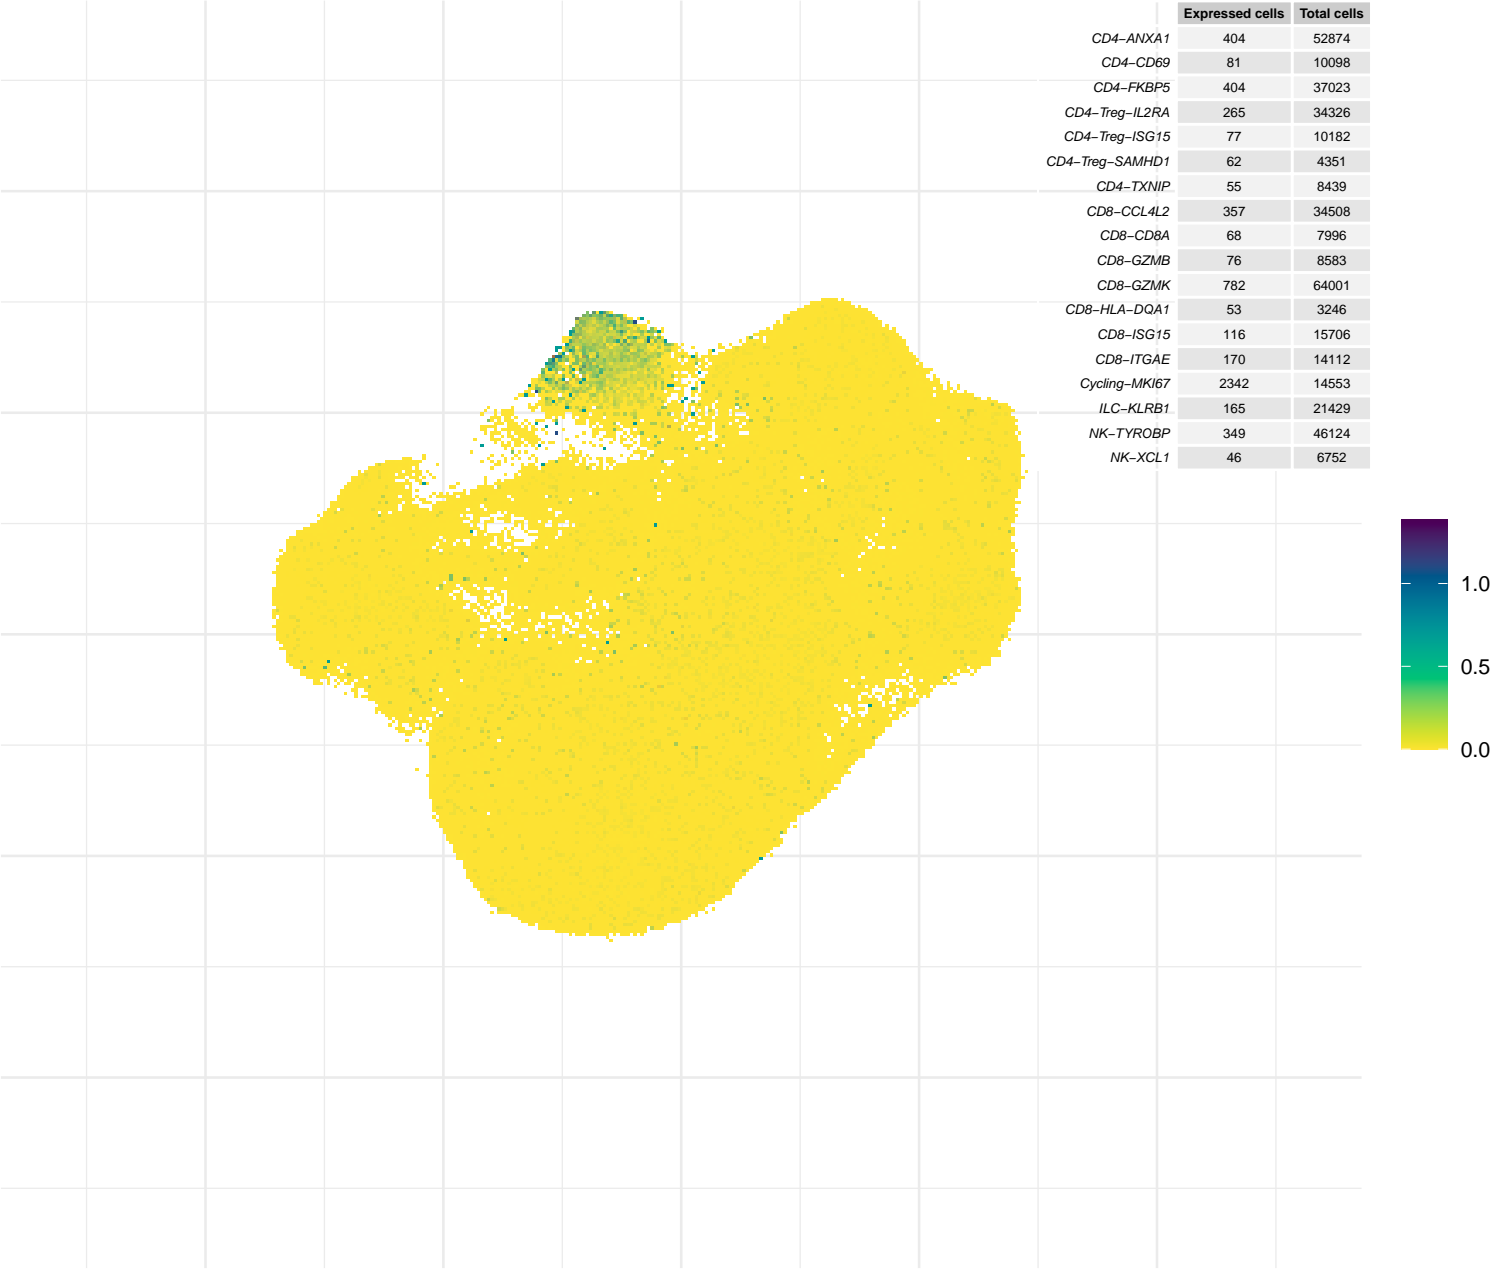 Expressed cells Total cells
CD4−ANXA1 404 52874
CD4−CD69 81 10098
CD4−FKBP5 404 37023
CD4−Treg−IL2RA 265 34326
CD4−Treg−ISG15 77 10182
CD4−Treg−SAMHD1 62 4351
CD4−TXNIP 55 8439
CD8−CCL4L2 357 34508
CD8−CD8A 68 7996
CD8−GZMB 76 8583
CD8−GZMK 782 64001
CD8−HLA−DQA1 53 3246
CD8−ISG15 116 15706
CD8−ITGAE 170 14112
Cycling−MKI67 2342 14553
ILC−KLRB1 165 21429
NK−TYROBP 349 46124
NK−XCL1 46 6752
1.0
0.5
0.0